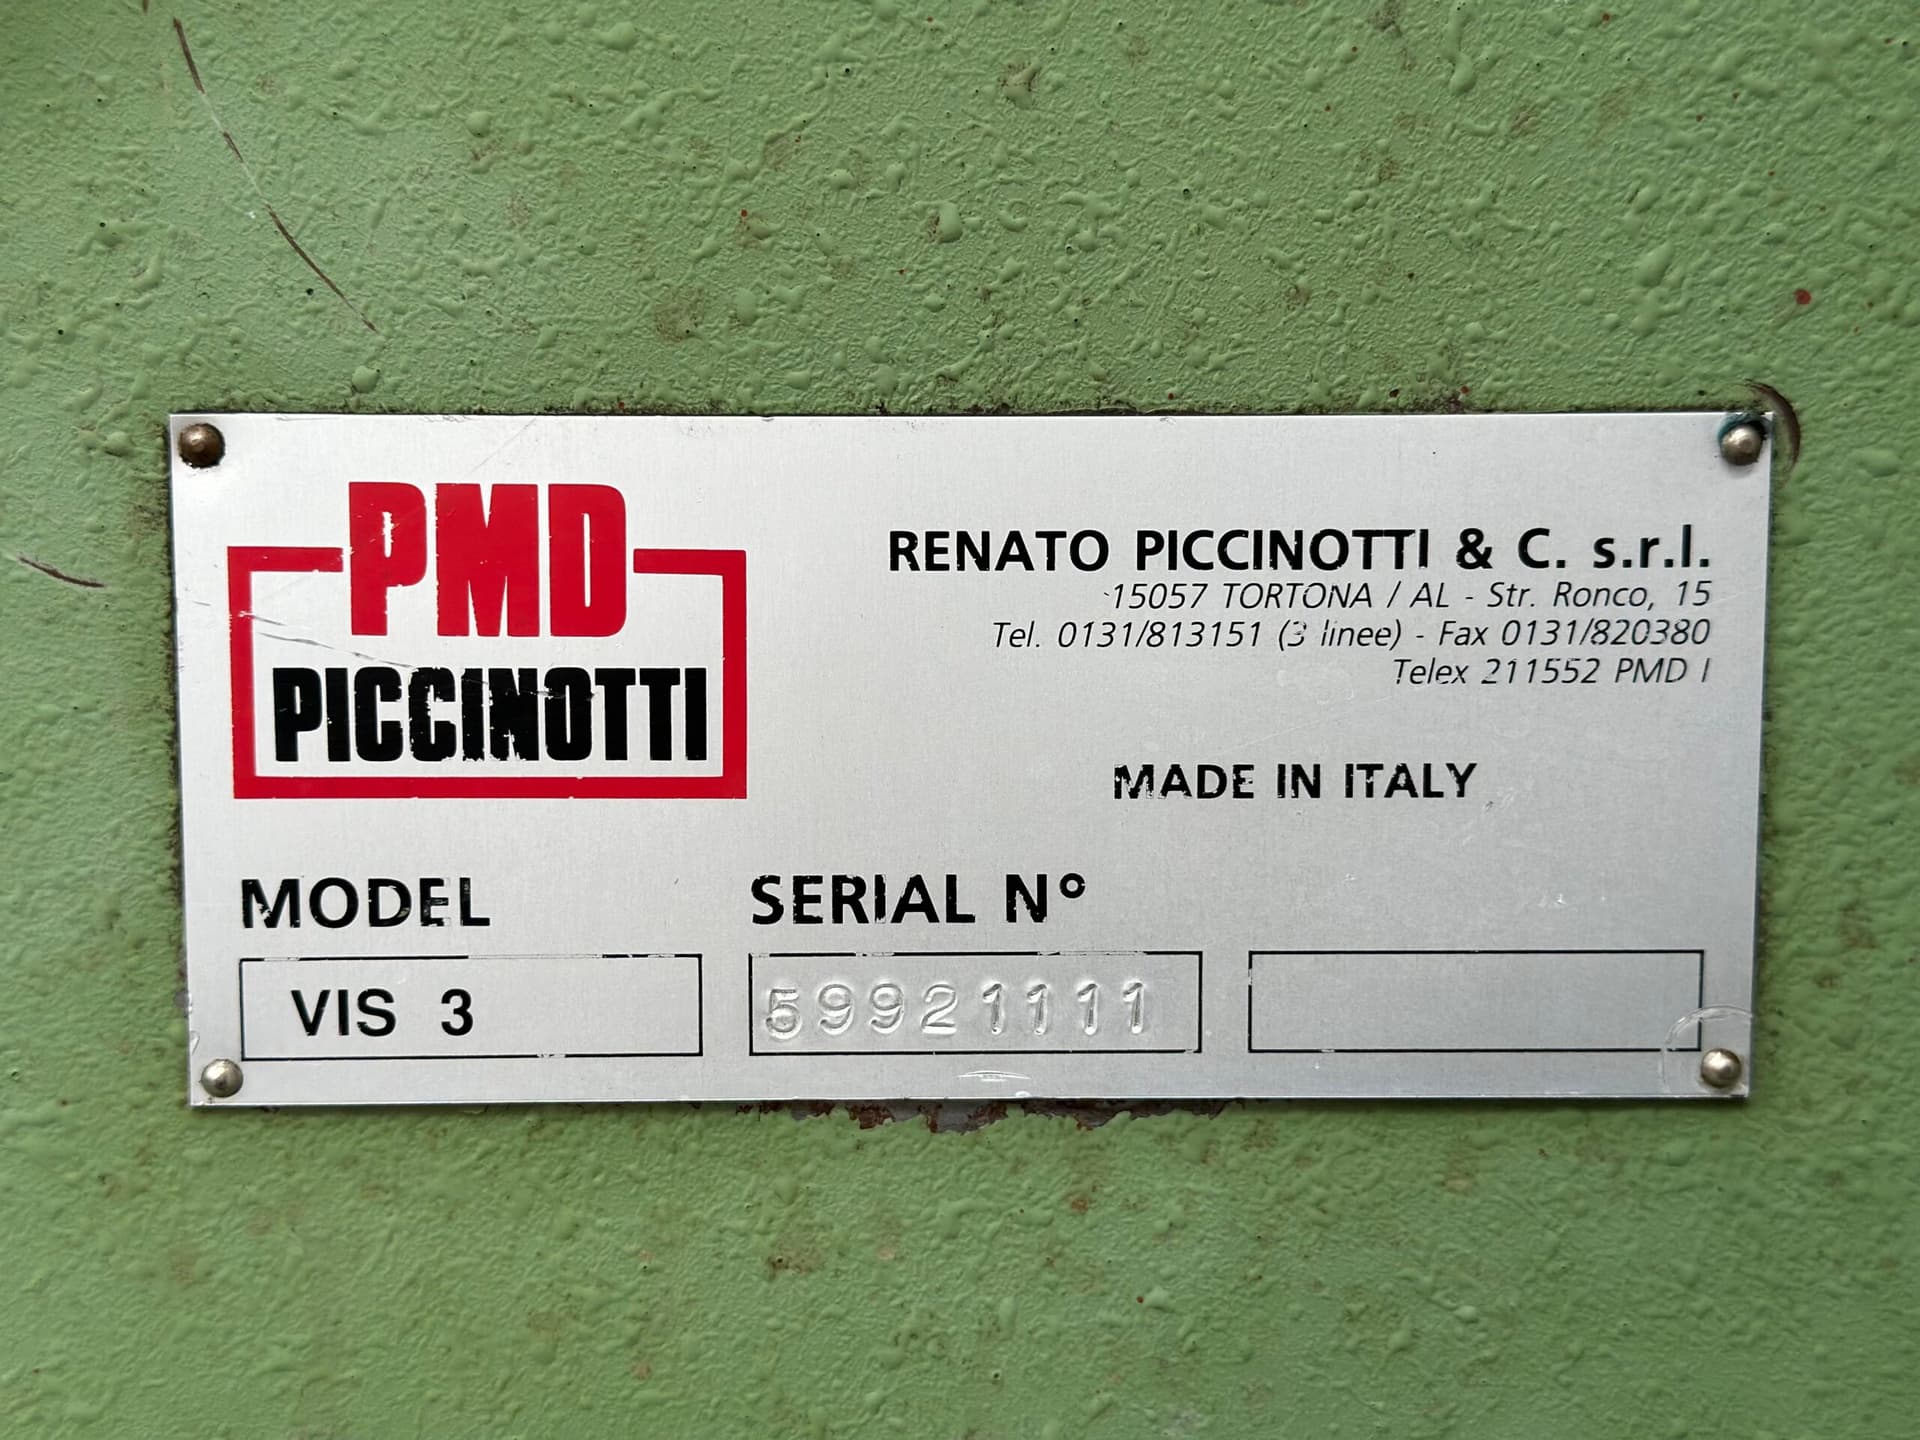 PMD
PICCINOTTI
RENATO PICCINOTTI & C. s.r.l.
15057 TORTONA / AL - Str. Ronco, 15
Tel. 0131/813151 (3 linee) - Fax 0131/820380
Telex 211552 PMD I
MADE IN ITALY
MODEL
SERIAL Nº
VIS 3
59921111